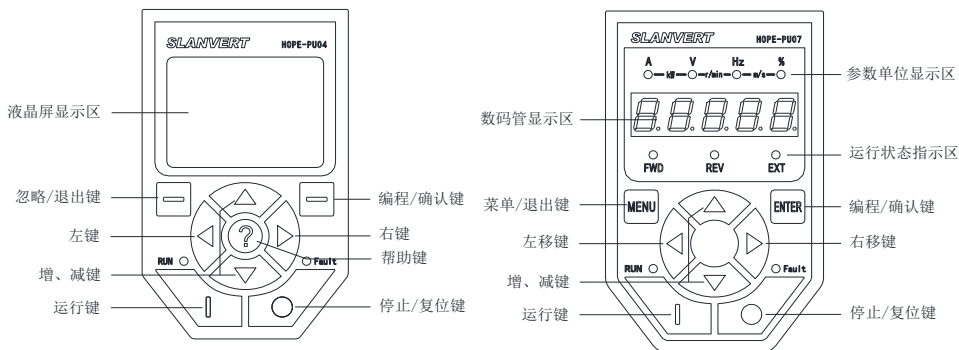 SLANVERT HOPE-PU04
液晶屏显示区
忽略/退出键
编程/确认键
左键
?
右键
帮助键
RUN
Fault
增、减键
运行键
停止/复位键
SLANVERT HOPE-PU07
A V Hz %
kW r/min m/s
参数单位显示区
8.8.8.8.8.
数码管显示区
FWD REV EXT
运行状态指示区
菜单/退出键
MENU
ENTER
编程/确认键
左移键
右移键
RUN
Fault
增、减键
运行键
停止/复位键